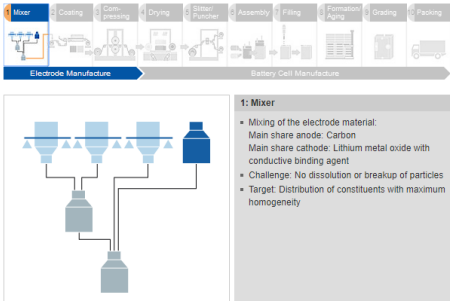 1 Mixer
2 Coating
3 Com-
pressing
4 Drying
5 Slitter/
Puncher
6 Assembly
7 Filling
8 Formation/
Aging
9 Grading
Packing
Electrode Manufacture
Battery Cell Manufacture
1: Mixer
▪ Mixing of the electrode material:
Main share anode: Carbon
Main share cathode: Lithium metal oxide with
conductive binding agent
▪ Challenge: No dissolution or breakup of particles
▪ Target: Distribution of constituents with maximum
homogeneity